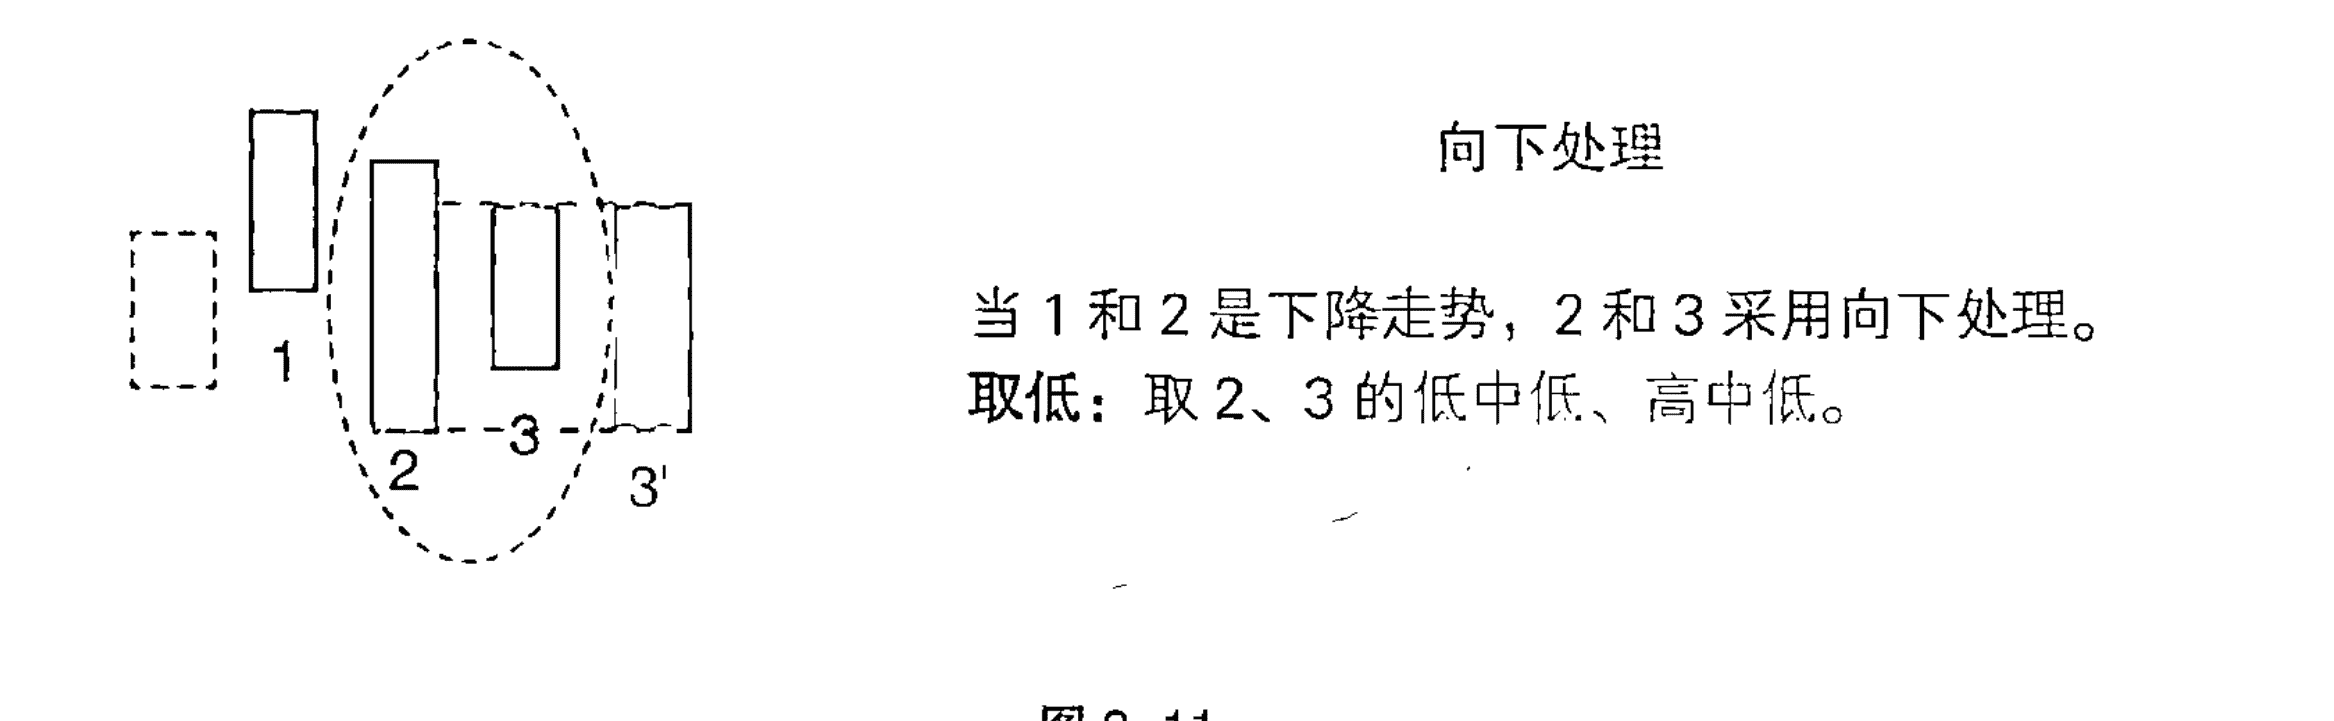 向下处理
当 1 和 2 是下降走势，2 和 3 采用向下处理。
取低：取 2、3 的低中低、高中低。
1
2
3
3'